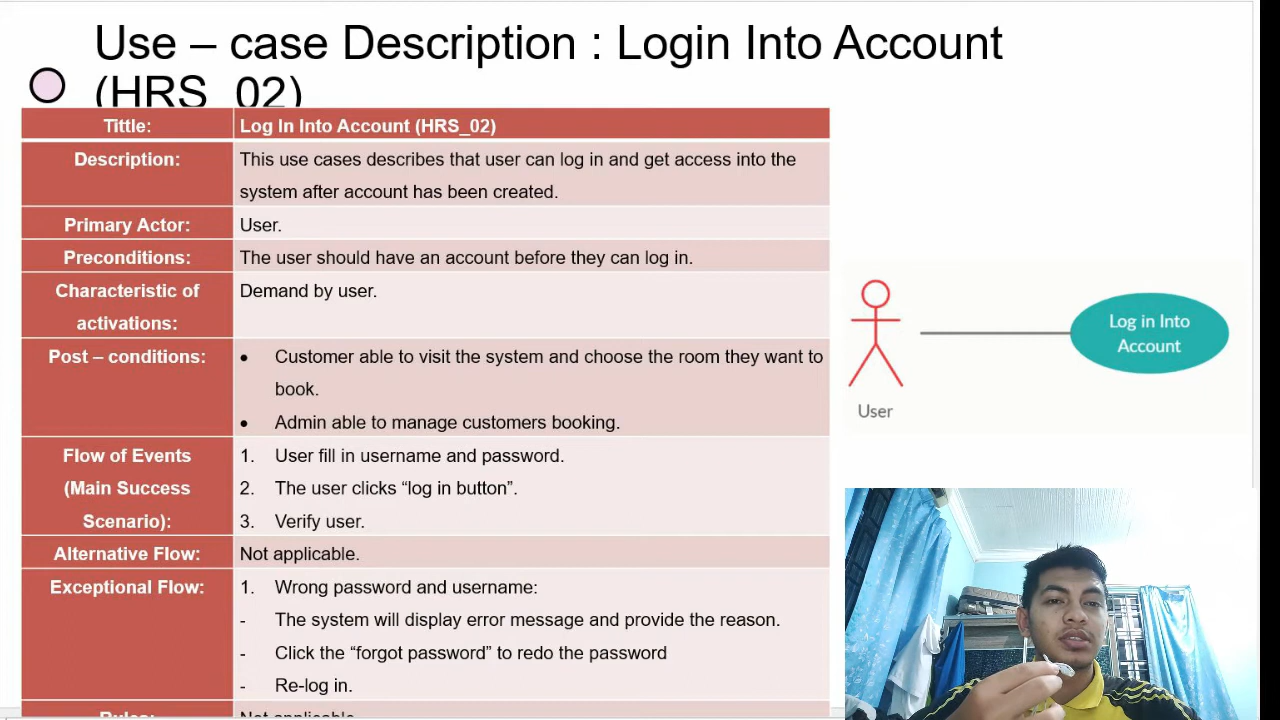 Use – case Description : Login Into Account
(HRS_02)
Tittle:
Log In Into Account (HRS_02)
Description:
This use cases describes that user can log in and get access into the
system after account has been created.
Primary Actor:
User.
Preconditions:
The user should have an account before they can log in.
Characteristic of
activations:
Demand by user.
Post – conditions:
• Customer able to visit the system and choose the room they want to
book.
• Admin able to manage customers booking.
Flow of Events
(Main Success
Scenario):
1. User fill in username and password.
2. The user clicks “log in button”.
3. Verify user.
Alternative Flow:
Not applicable.
Exceptional Flow:
1. Wrong password and username:
- The system will display error message and provide the reason.
- Click the “forgot password” to redo the password
- Re-log in.
Rules:
Not applicable.
Log in Into
Account
User